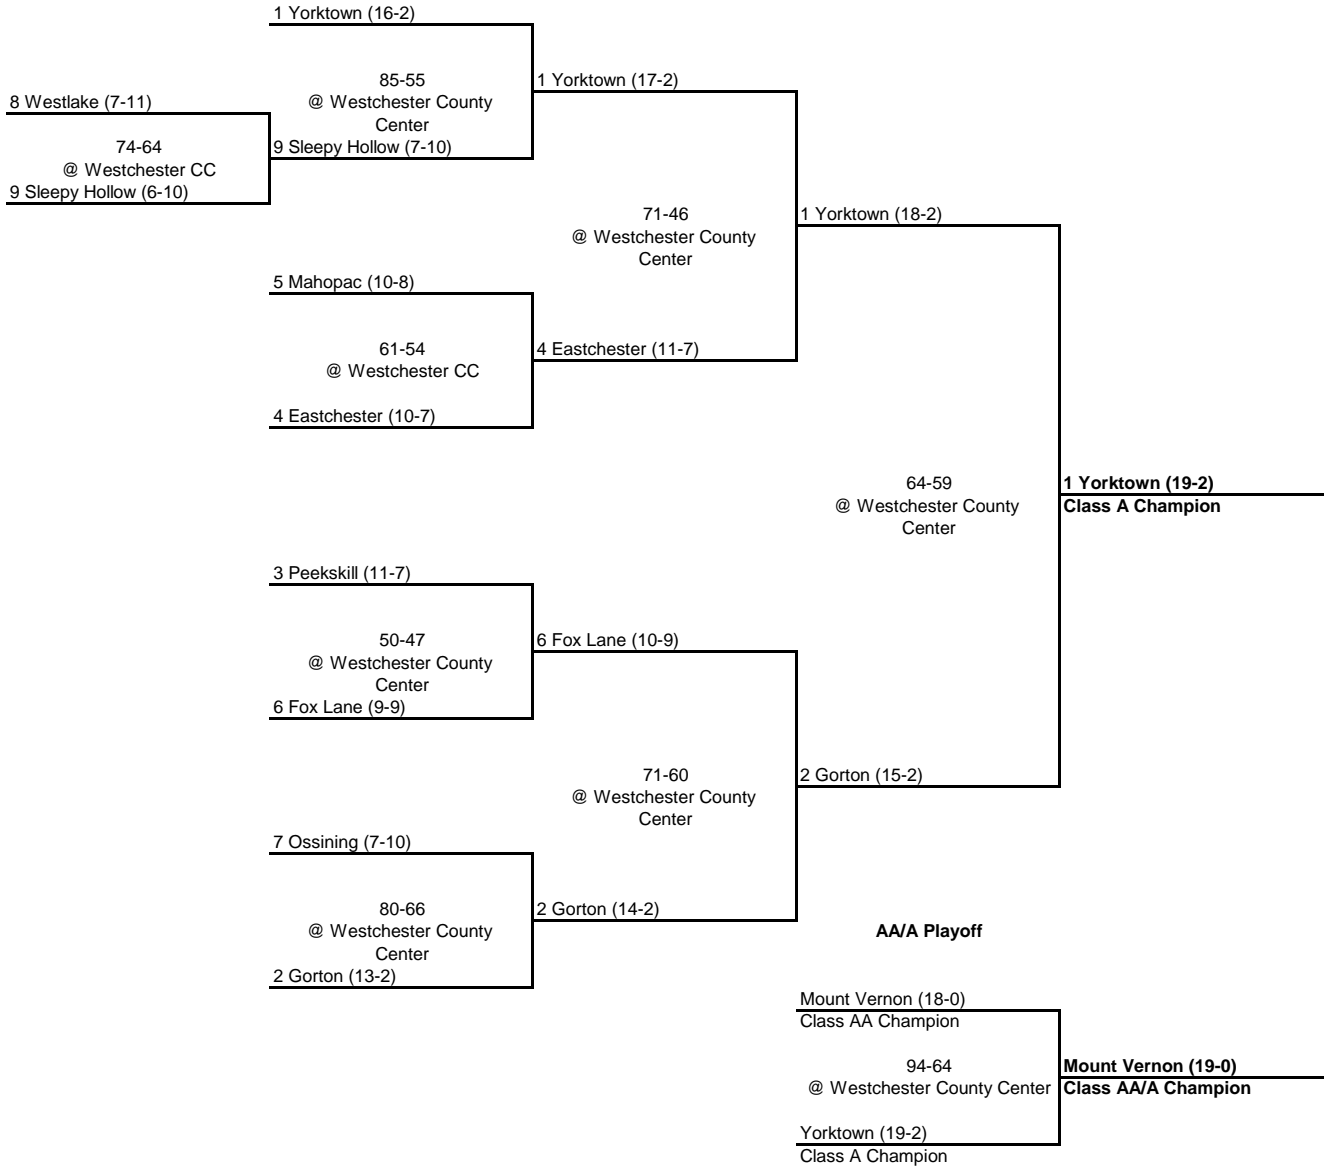 1 Yorktown (16-2)
85-55
@ Westchester County
Center
1 Yorktown (17-2)
8 Westlake (7-11)
74-64
@ Westchester CC
9 Sleepy Hollow (7-10)
9 Sleepy Hollow (6-10)
71-46
@ Westchester County
Center
1 Yorktown (18-2)
5 Mahopac (10-8)
61-54
@ Westchester CC
4 Eastchester (11-7)
4 Eastchester (10-7)
64-59
@ Westchester County
Center
1 Yorktown (19-2)
Class A Champion
3 Peekskill (11-7)
50-47
@ Westchester County
Center
6 Fox Lane (10-9)
6 Fox Lane (9-9)
71-60
@ Westchester County
Center
2 Gorton (15-2)
7 Ossining (7-10)
80-66
@ Westchester County
Center
2 Gorton (14-2)
2 Gorton (13-2)
AA/A Playoff
Mount Vernon (18-0)
Class AA Champion
94-64
@ Westchester County Center
Mount Vernon (19-0)
Class AA/A Champion
Yorktown (19-2)
Class A Champion